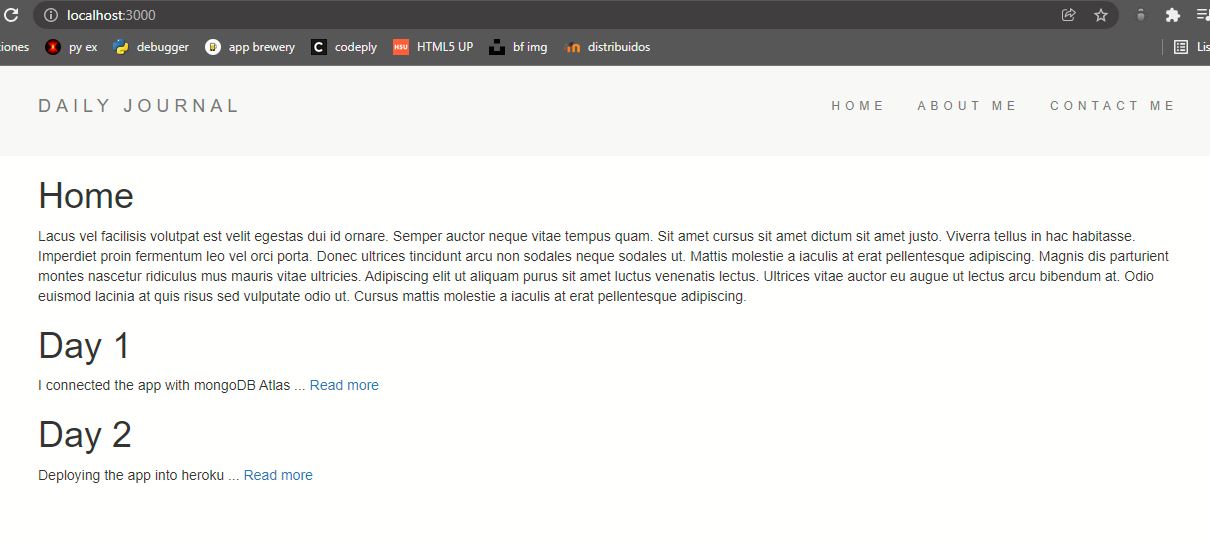 localhost:3000
iones py ex debugger app brewery C codeply HSU HTML5 UP bf img distribuidos Lis
DAILY JOURNAL HOME ABOUT ME CONTACT ME
Home
Lacus vel facilisis volutpat est velit egestas dui id ornare. Semper auctor neque vitae tempus quam. Sit amet cursus sit amet dictum sit amet justo. Viverra tellus in hac habitasse.
Imperdiet proin fermentum leo vel orci porta. Donec ultrices tincidunt arcu non sodales neque sodales ut. Mattis molestie a iaculis at erat pellentesque adipiscing. Magnis dis parturient
montes nascetur ridiculus mus mauris vitae ultricies. Adipiscing elit ut aliquam purus sit amet luctus venenatis lectus. Ultrices vitae auctor eu augue ut lectus arcu bibendum at. Odio
euismod lacinia at quis risus sed vulputate odio ut. Cursus mattis molestie a iaculis at erat pellentesque adipiscing.
Day 1
I connected the app with mongoDB Atlas ... Read more
Day 2
Deploying the app into heroku ... Read more